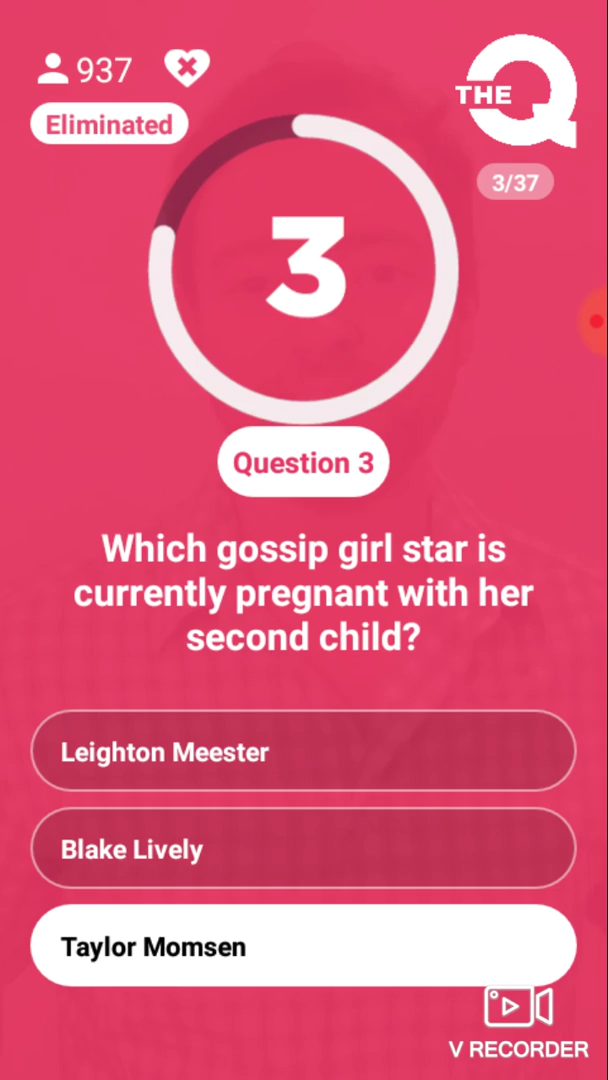 937
THE Q
Eliminated
3/37
3
Question 3
Which gossip girl star is
currently pregnant with her
second child?
Leighton Meester
Blake Lively
Taylor Momsen
V RECORDER